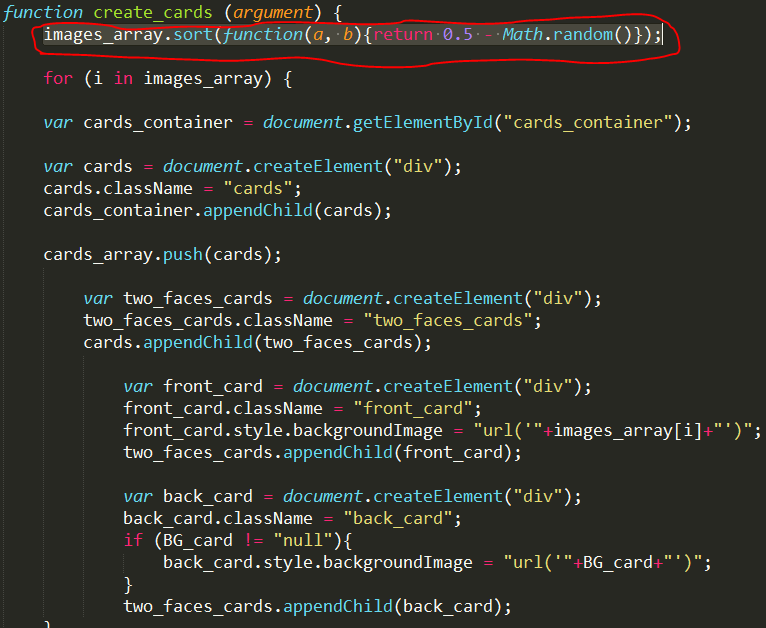 function create_cards (argument) {
images_array.sort(function(a, b){return 0.5 - Math.random()});
for (i in images_array) {
var cards_container = document.getElementById("cards_container");
var cards = document.createElement("div");
cards.className = "cards";
cards_container.appendChild(cards);
cards_array.push(cards);
var two_faces_cards = document.createElement("div");
two_faces_cards.className = "two_faces_cards";
cards.appendChild(two_faces_cards);
var front_card = document.createElement("div");
front_card.className = "front_card";
front_card.style.backgroundImage = "url('"+images_array[i]+"')";
two_faces_cards.appendChild(front_card);
var back_card = document.createElement("div");
back_card.className = "back_card";
if (BG_card != "null"){
back_card.style.backgroundImage = "url('"+BG_card+"')";
}
two_faces_cards.appendChild(back_card);
}